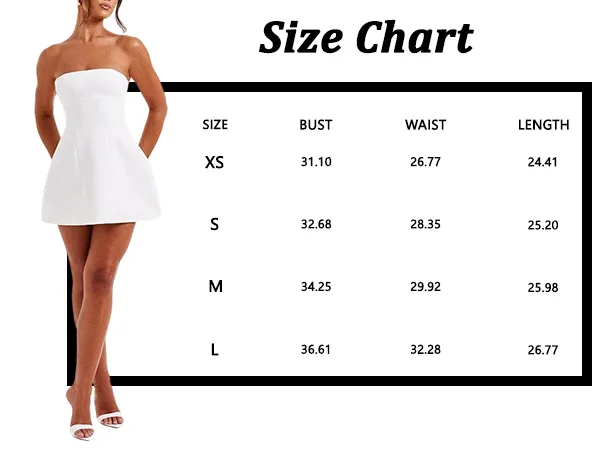 Size Chart
SIZE BUST WAIST LENGTH
XS 31.10 26.77 24.41
S 32.68 28.35 25.20
M 34.25 29.92 25.98
L 36.61 32.28 26.77